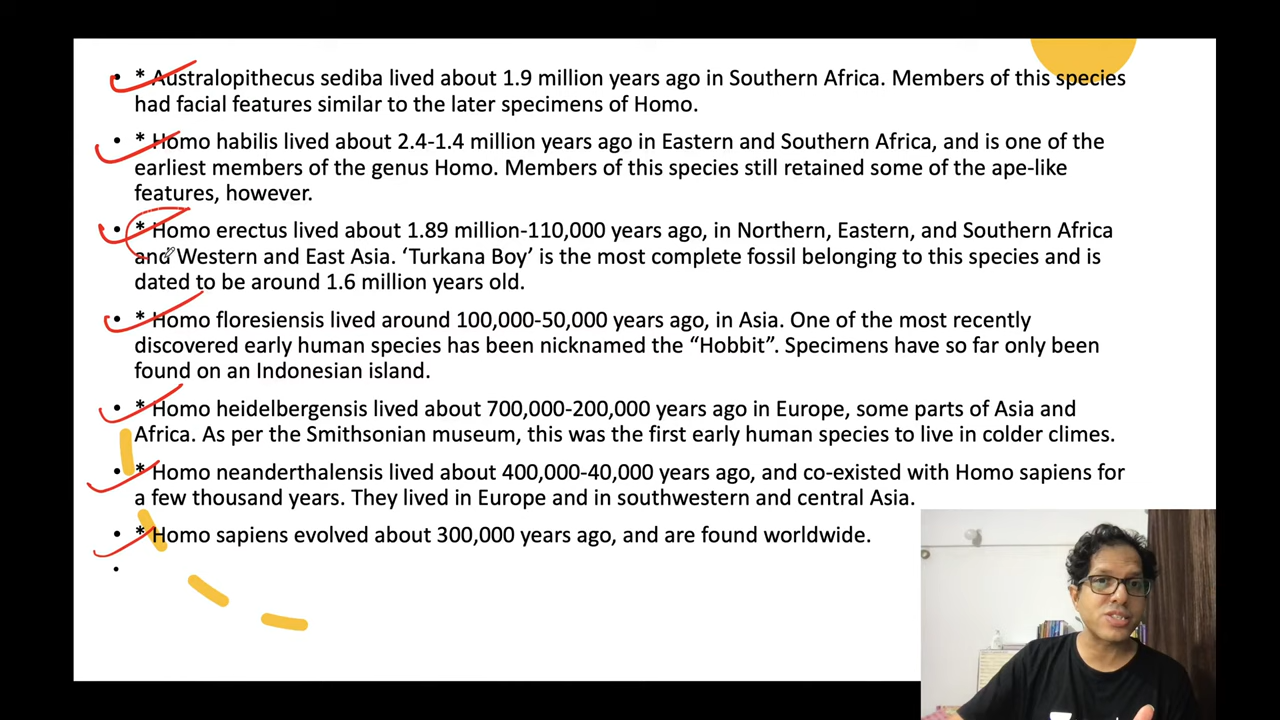 • * Australopithecus sediba lived about 1.9 million years ago in Southern Africa. Members of this species
had facial features similar to the later specimens of Homo.
• * Homo habilis lived about 2.4-1.4 million years ago in Eastern and Southern Africa, and is one of the
earliest members of the genus Homo. Members of this species still retained some of the ape-like
features, however.
• * Homo erectus lived about 1.89 million-110,000 years ago, in Northern, Eastern, and Southern Africa
and Western and East Asia. ‘Turkana Boy’ is the most complete fossil belonging to this species and is
dated to be around 1.6 million years old.
• * Homo floresiensis lived around 100,000-50,000 years ago, in Asia. One of the most recently
discovered early human species has been nicknamed the “Hobbit”. Specimens have so far only been
found on an Indonesian island.
• * Homo heidelbergensis lived about 700,000-200,000 years ago in Europe, some parts of Asia and
Africa. As per the Smithsonian museum, this was the first early human species to live in colder climes.
• * Homo neanderthalensis lived about 400,000-40,000 years ago, and co-existed with Homo sapiens for
a few thousand years. They lived in Europe and in southwestern and central Asia.
• * Homo sapiens evolved about 300,000 years ago, and are found worldwide.
•